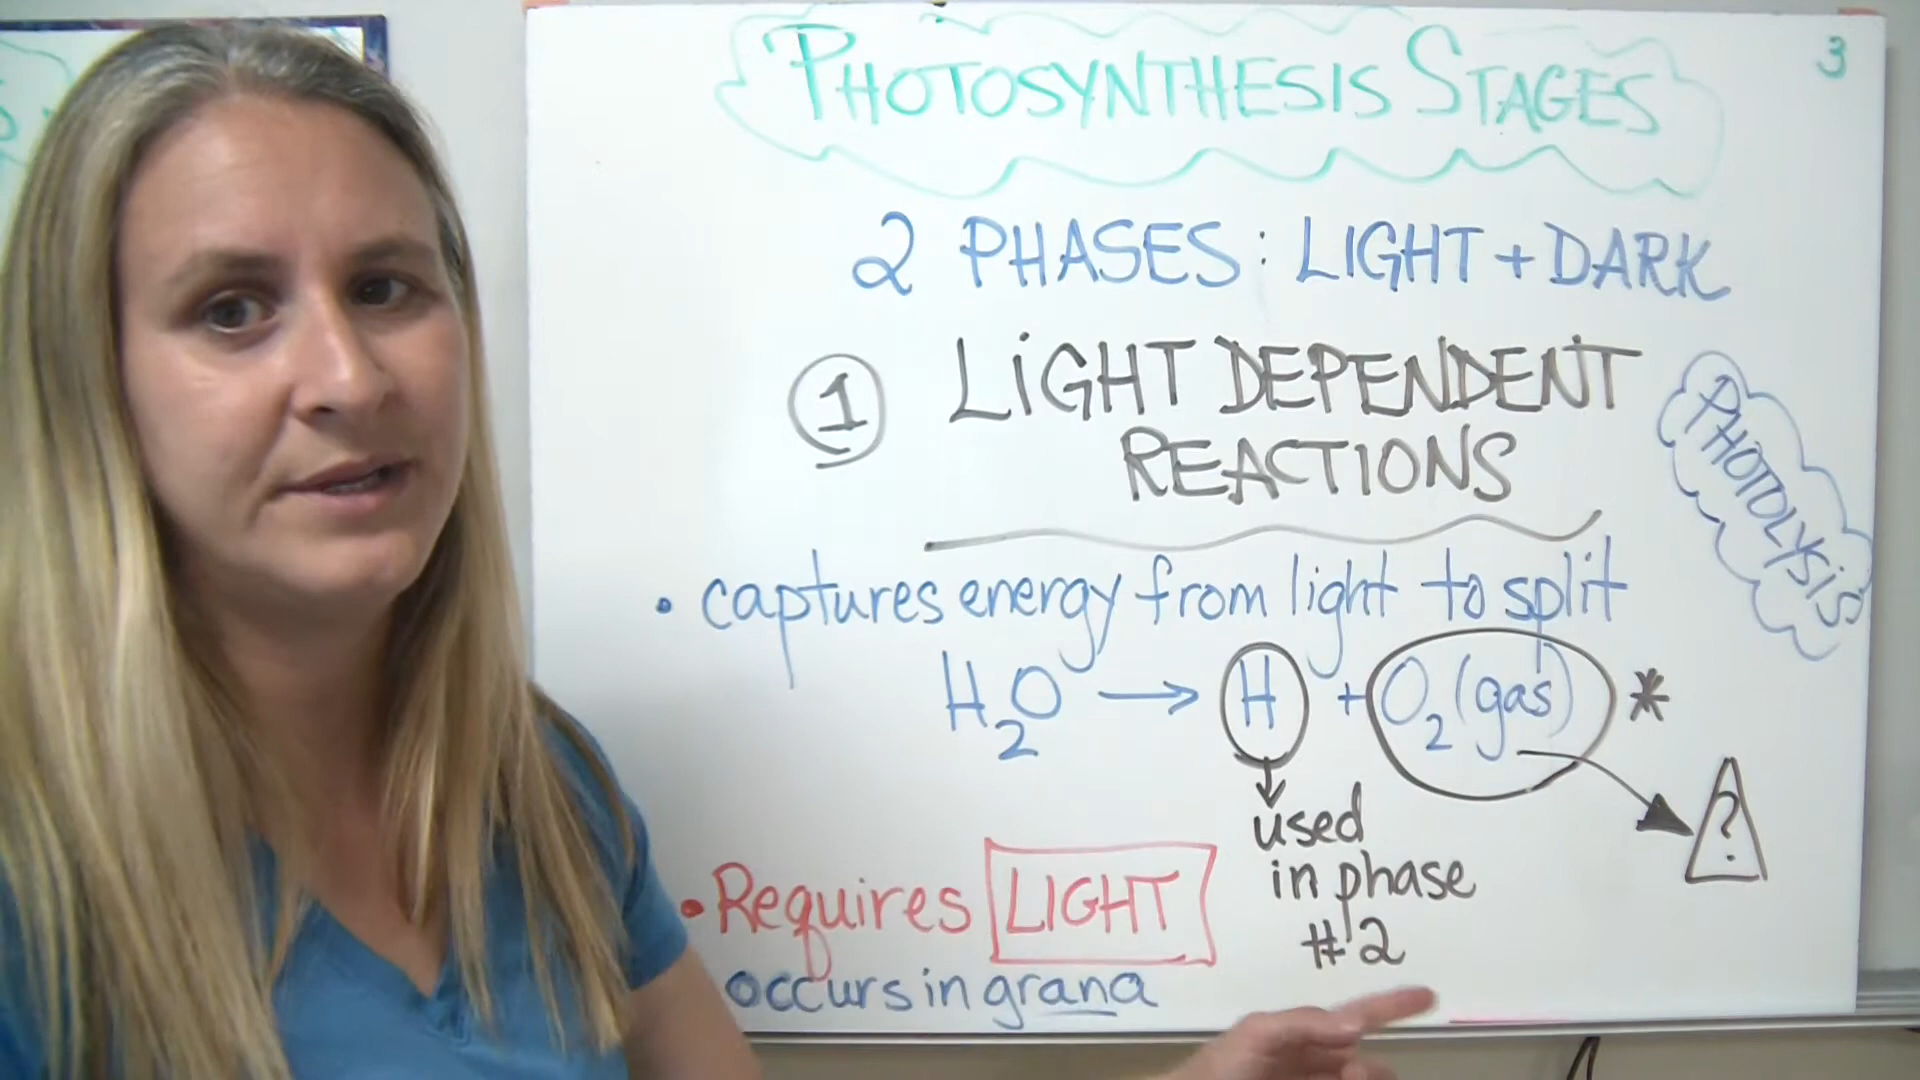 PHOTOSYNTHESIS STAGES
3
2 PHASES: LIGHT + DARK
1 LIGHT DEPENDENT
REACTIONS
PHOTOLYSIS
• captures energy from light to split
H₂O → H + O₂ (gas) *
?
used
in phase
#2
• Requires LIGHT
occurs in grana